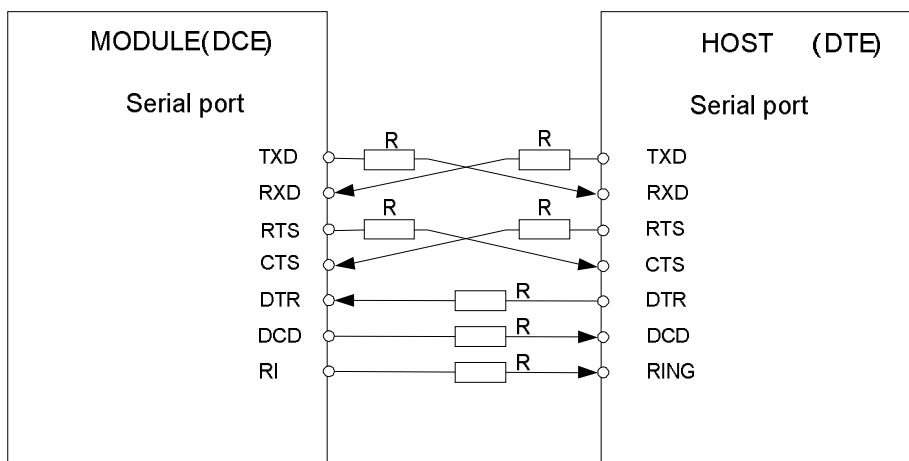 MODULE(DCE)
HOST (DTE)
Serial port
Serial port
TXD
R
R
TXD
RXD
RXD
RTS
R
R
RTS
CTS
CTS
DTR
R
DTR
DCD
R
DCD
RI
R
RING